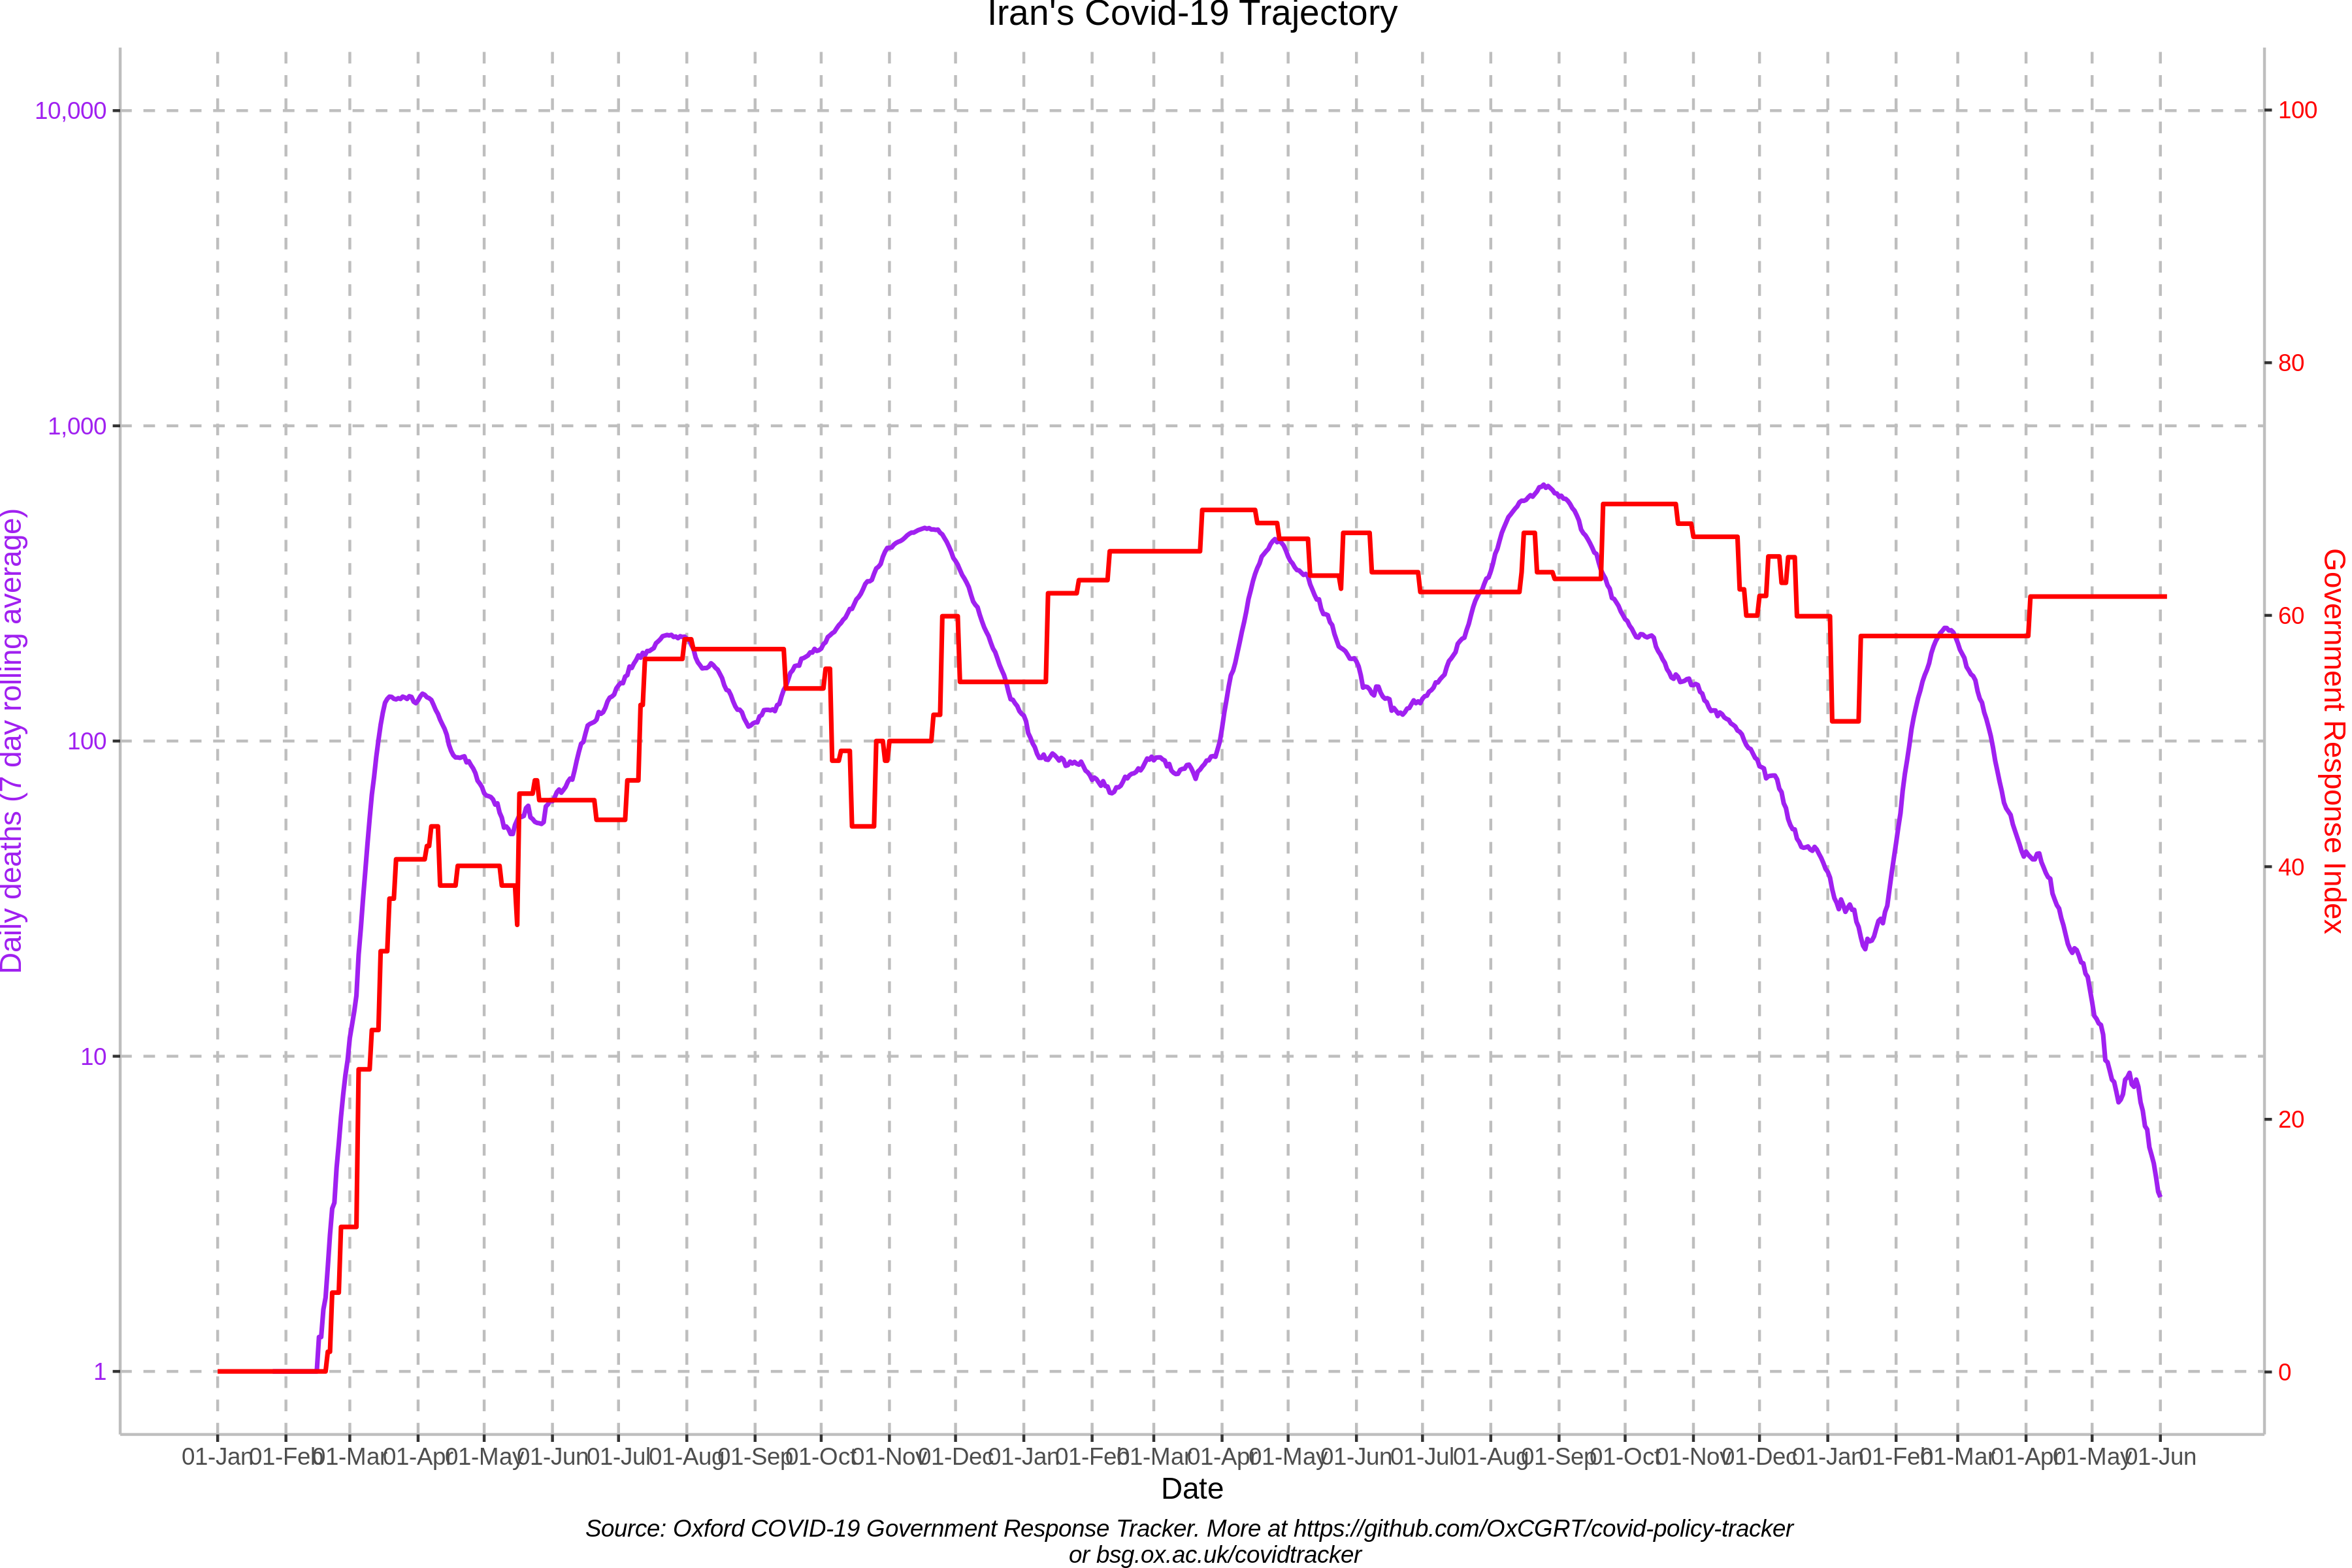 Iran's Covid-19 Trajectory
10,000
1,000
100
10
1
Daily deaths (7 day rolling average)
100
80
60
40
20
0
Government Response Index
01-Jan 01-Feb 01-Mar 01-Apr 01-May 01-Jun 01-Jul 01-Aug 01-Sep 01-Oct 01-Nov 01-Dec 01-Jan 01-Feb 01-Mar 01-Apr 01-May 01-Jun 01-Jul 01-Aug 01-Sep 01-Oct 01-Nov 01-Dec 01-Jan 01-Feb 01-Mar 01-Apr 01-May 01-Jun
Date
Source: Oxford COVID-19 Government Response Tracker. More at https://github.com/OxCGRT/covid-policy-tracker
or bsg.ox.ac.uk/covidtracker